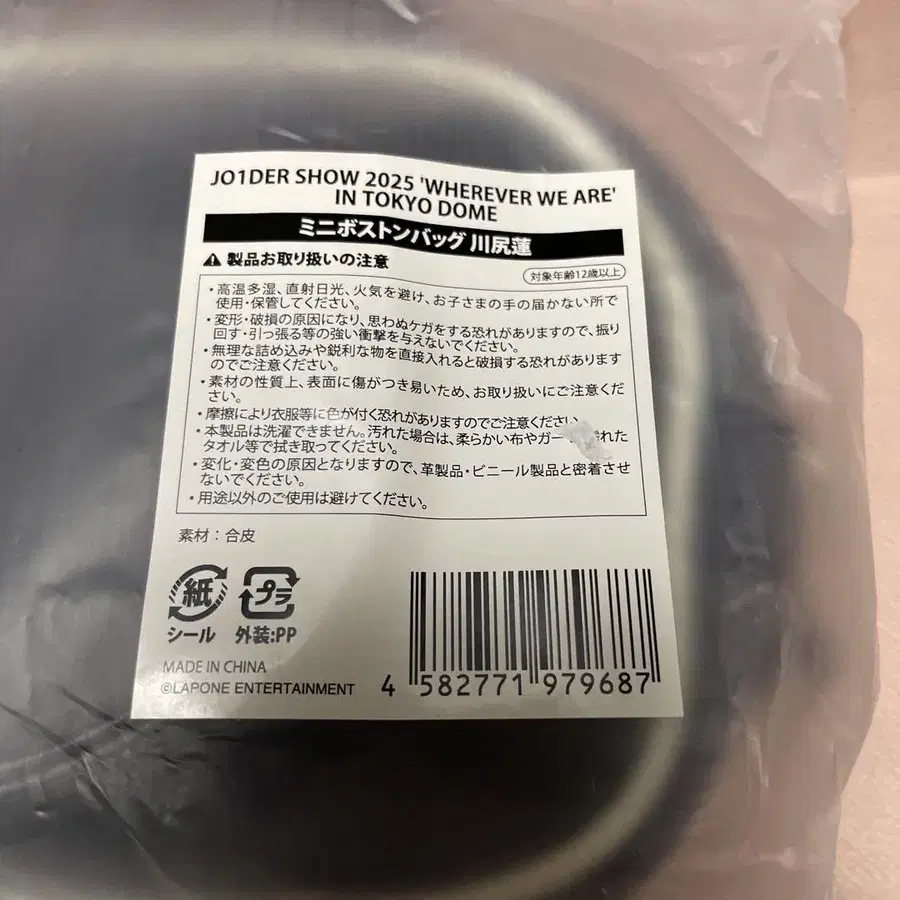 JO1DER SHOW 2025 'WHEREVER WE ARE'
IN TOKYO DOME
ミニボストンバッグ 川尻蓮
製品お取り扱いの注意
対象年齢12歳以上
・高温多湿、直射日光、火気を避け、お子さまの手の届かない所で
使用・保管してください。
・変形・破損の原因になり、思わぬケガをする恐れがありますので、振り
回す・引っ張る等の強い衝撃を与えないでください。
・無理な詰め込みや鋭利な物を直接入れると破損する恐れがあります
のでご注意ください。
・素材の性質上、表面に傷がつき易いため、お取り扱いにご注意くだ
さい。
・摩擦により衣服等に色が付く恐れがありますのでご注意ください。
・本製品は洗濯できません。汚れた場合は、柔らかい布やガー れた
タオル等で拭き取ってください。
・変化・変色の原因となりますので、革製品・ビニール製品と密着させ
ないでください。
・用途以外のご使用は避けてください。
素材：合皮
紙
プラ
シール
外装:PP
MADE IN CHINA
©LAPONE ENTERTAINMENT
4 582771 979687